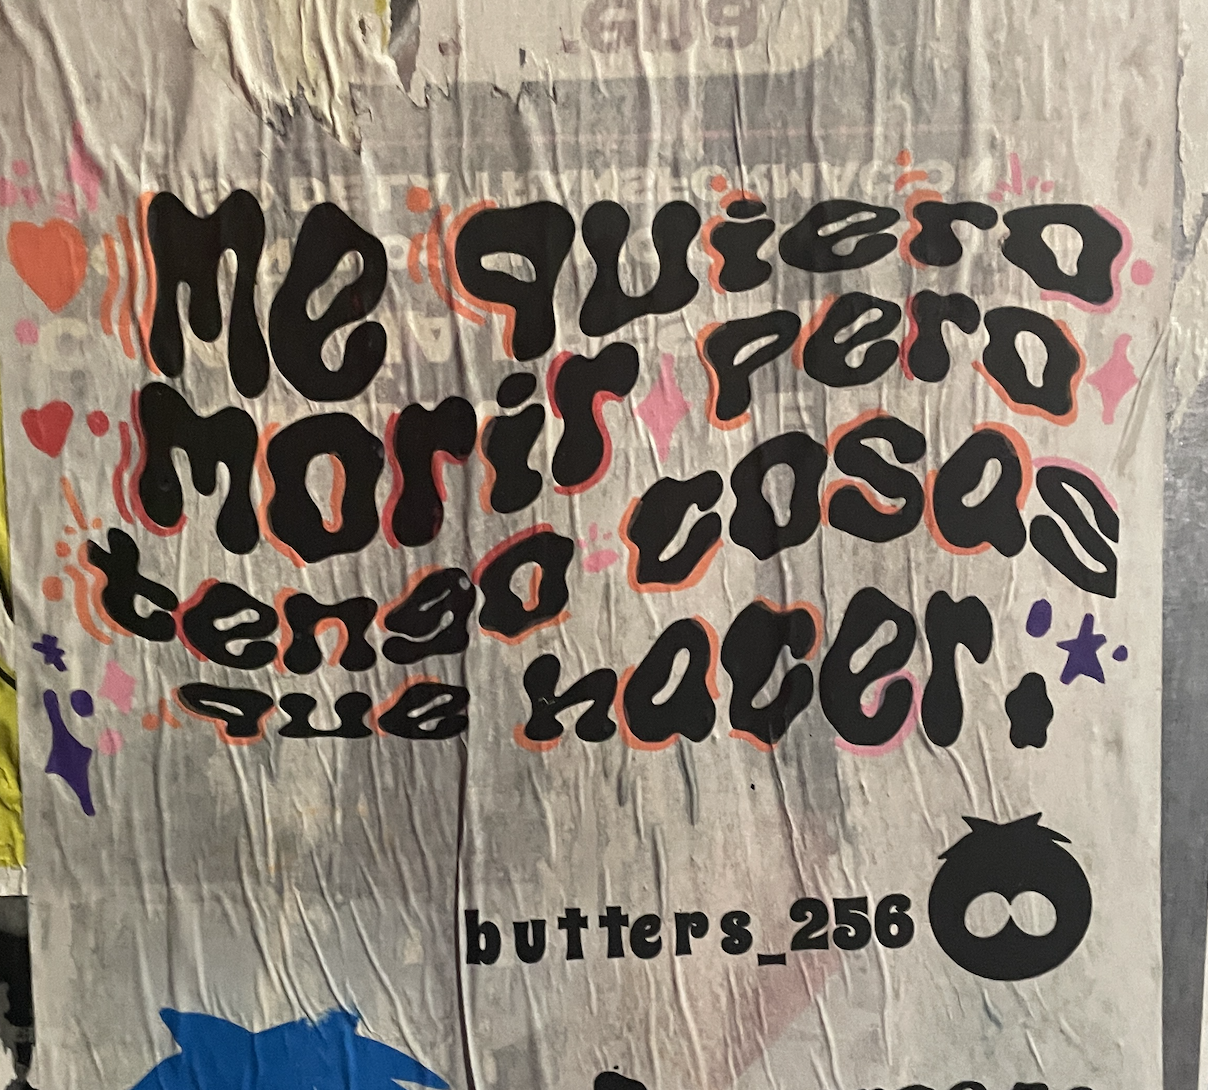 Me quiero
morir pero
tengo cosas
que hacer.
butters_256